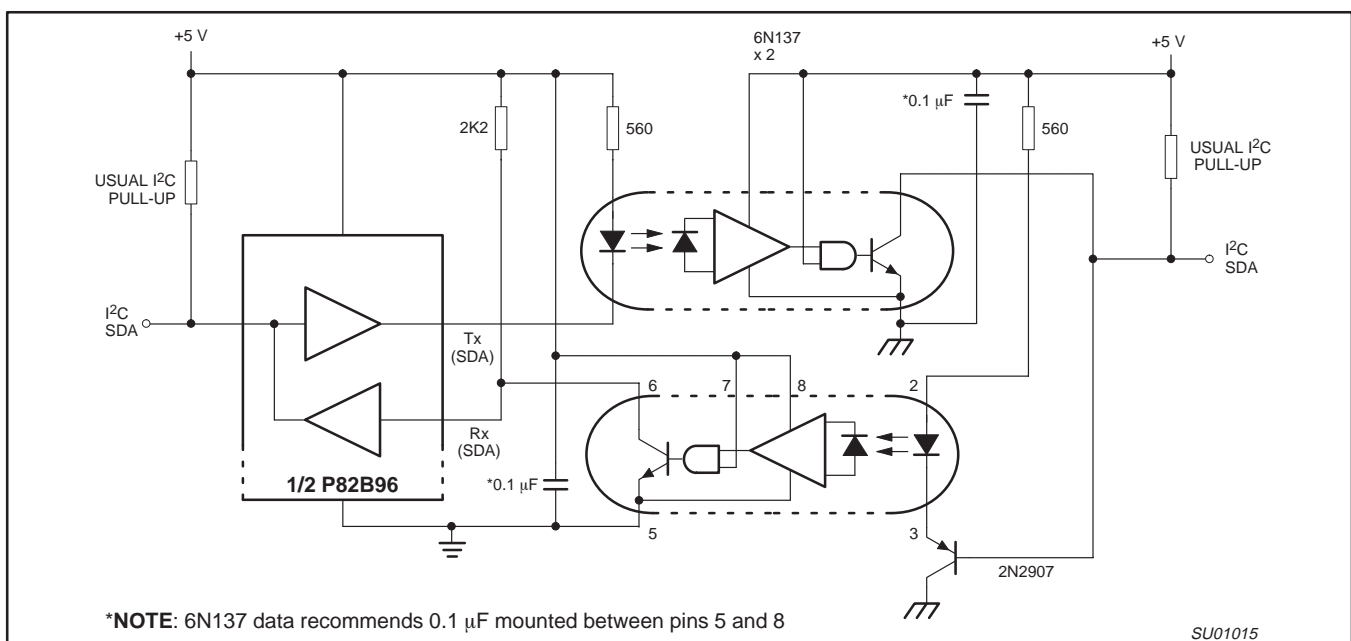 +5 V
6N137
x 2
+5 V
*0.1 μF
2K2
560
560
USUAL I²C
PULL-UP
USUAL I²C
PULL-UP
I²C
SDA
I²C
SDA
Tx
(SDA)
6
7
8
2
Rx
(SDA)
1/2 P82B96
*0.1 μF
5
3
2N2907
*NOTE: 6N137 data recommends 0.1 μF mounted between pins 5 and 8
SU01015